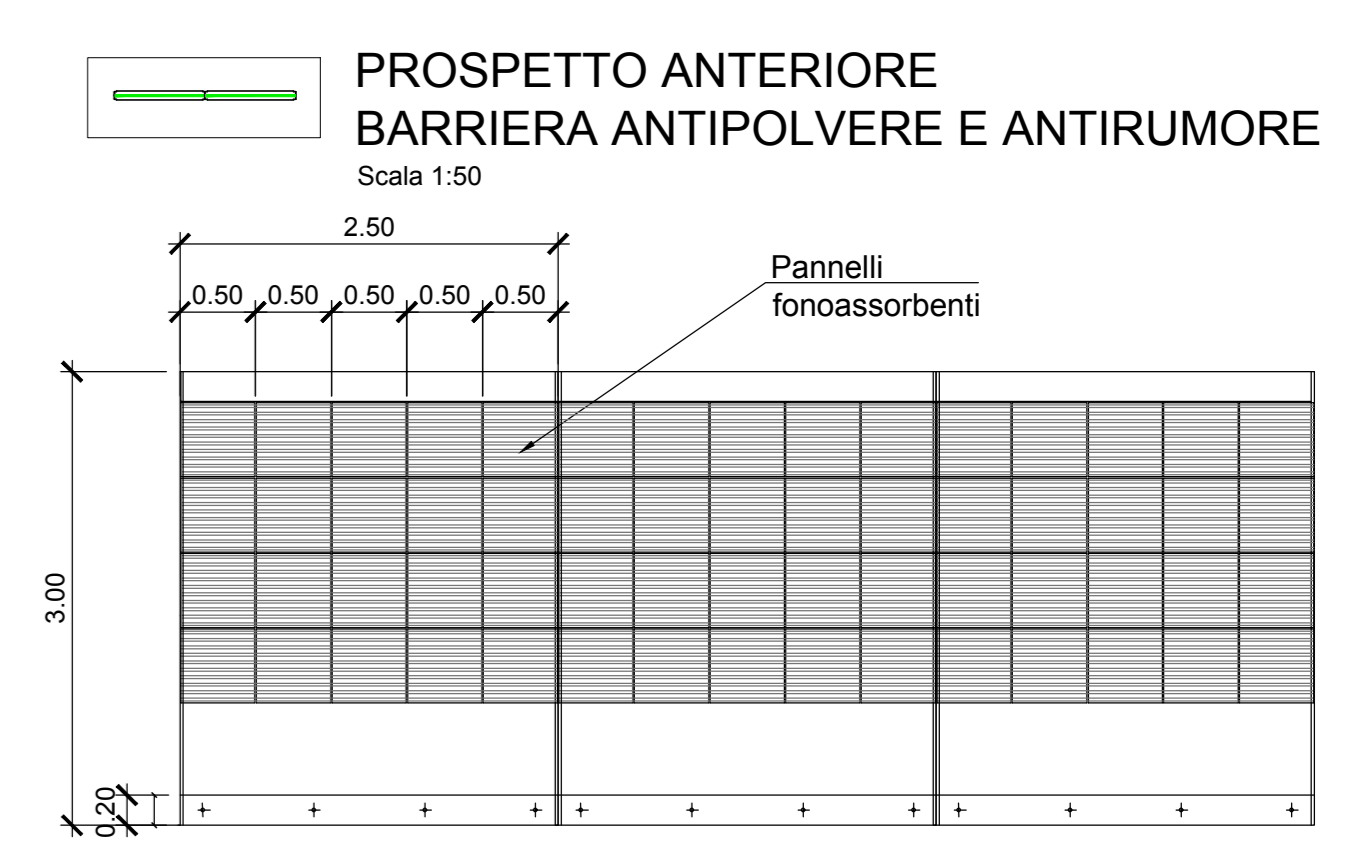 PROSPETTO ANTERIORE
BARRIERA ANTIPOLVERE E ANTIRUMORE
Scala 1:50
2.50
0.50 0.50 0.50 0.50 0.50
Pannelli
fonoassorbenti
3.00
0.20